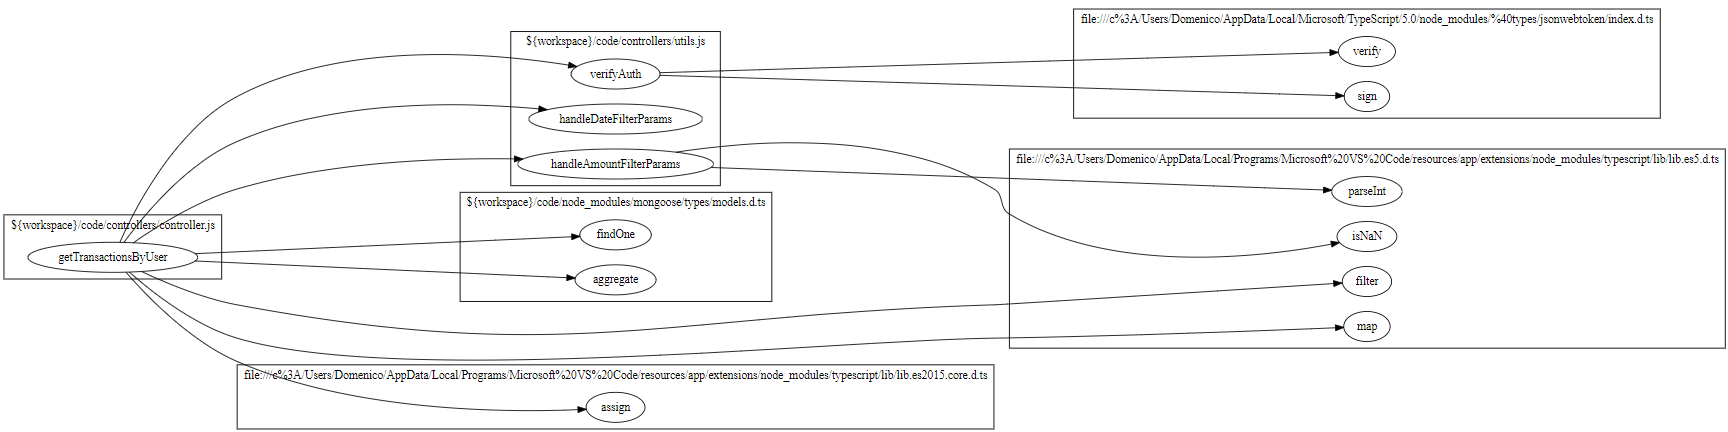 ${workspace}/code/controllers/controller.js
getTransactionsByUser
${workspace}/code/controllers/utils.js
verifyAuth
handleDateFilterParams
handleAmountFilterParams
${workspace}/code/node_modules/mongoose/types/models.d.ts
findOne
aggregate
file:///c%3A/Users/Domenico/AppData/Local/Programs/Microsoft%20VS%20Code/resources/app/extensions/node_modules/typescript/lib/lib.es2015.core.d.ts
assign
file:///c%3A/Users/Domenico/AppData/Local/Microsoft/TypeScript/5.0/node_modules/%40types/jsonwebtoken/index.d.ts
verify
sign
file:///c%3A/Users/Domenico/AppData/Local/Programs/Microsoft%20VS%20Code/resources/app/extensions/node_modules/typescript/lib/lib.es5.d.ts
parseInt
isNaN
filter
map